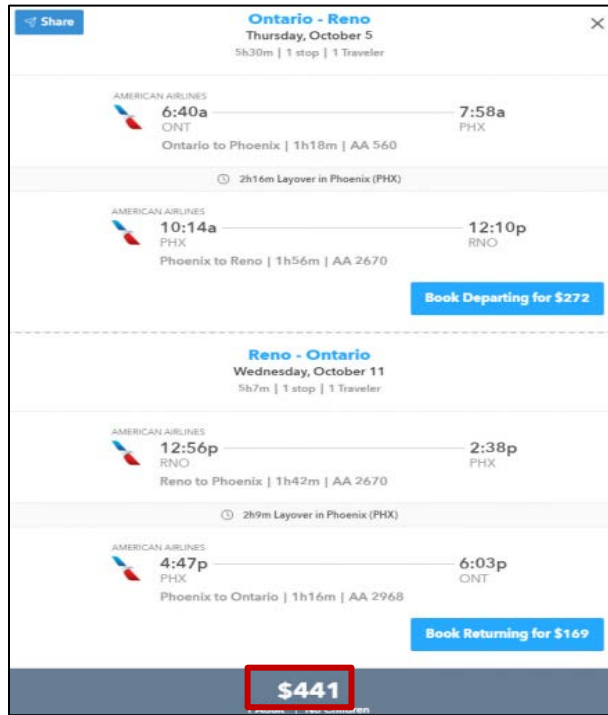 Share
Ontario - Reno
Thursday, October 5
5h30m | 1 stop | 1 Traveler
AMERICAN AIRLINES
6:40a 7:58a
ONT PHX
Ontario to Phoenix | 1h18m | AA 560
2h16m Layover in Phoenix (PHX)
AMERICAN AIRLINES
10:14a 12:10p
PHX RNO
Phoenix to Reno | 1h56m | AA 2670
Book Departing for $272
Reno - Ontario
Wednesday, October 11
5h7m | 1 stop | 1 Traveler
AMERICAN AIRLINES
12:56p 2:38p
RNO PHX
Reno to Phoenix | 1h42m | AA 2670
2h9m Layover in Phoenix (PHX)
AMERICAN AIRLINES
4:47p 6:03p
PHX ONT
Phoenix to Ontario | 1h16m | AA 2968
Book Returning for $169
$441
1 Adult | No Children